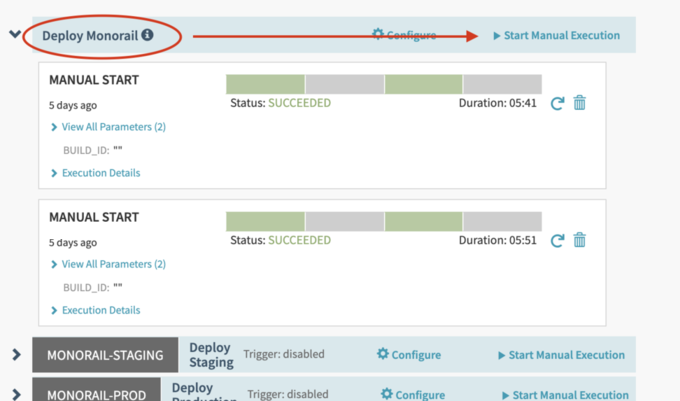 Deploy Monorail Configure Start Manual Execution
MANUAL START
5 days ago
Status: SUCCEEDED Duration: 05:41
View All Parameters (2)
BUILD_ID: ""
Execution Details
MANUAL START
5 days ago
Status: SUCCEEDED Duration: 05:51
View All Parameters (2)
BUILD_ID: ""
Execution Details
MONORAIL-STAGING Deploy Staging Trigger: disabled Configure Start Manual Execution
MONORAIL-PROD Deploy Production Trigger: disabled Configure Start Manual Execution